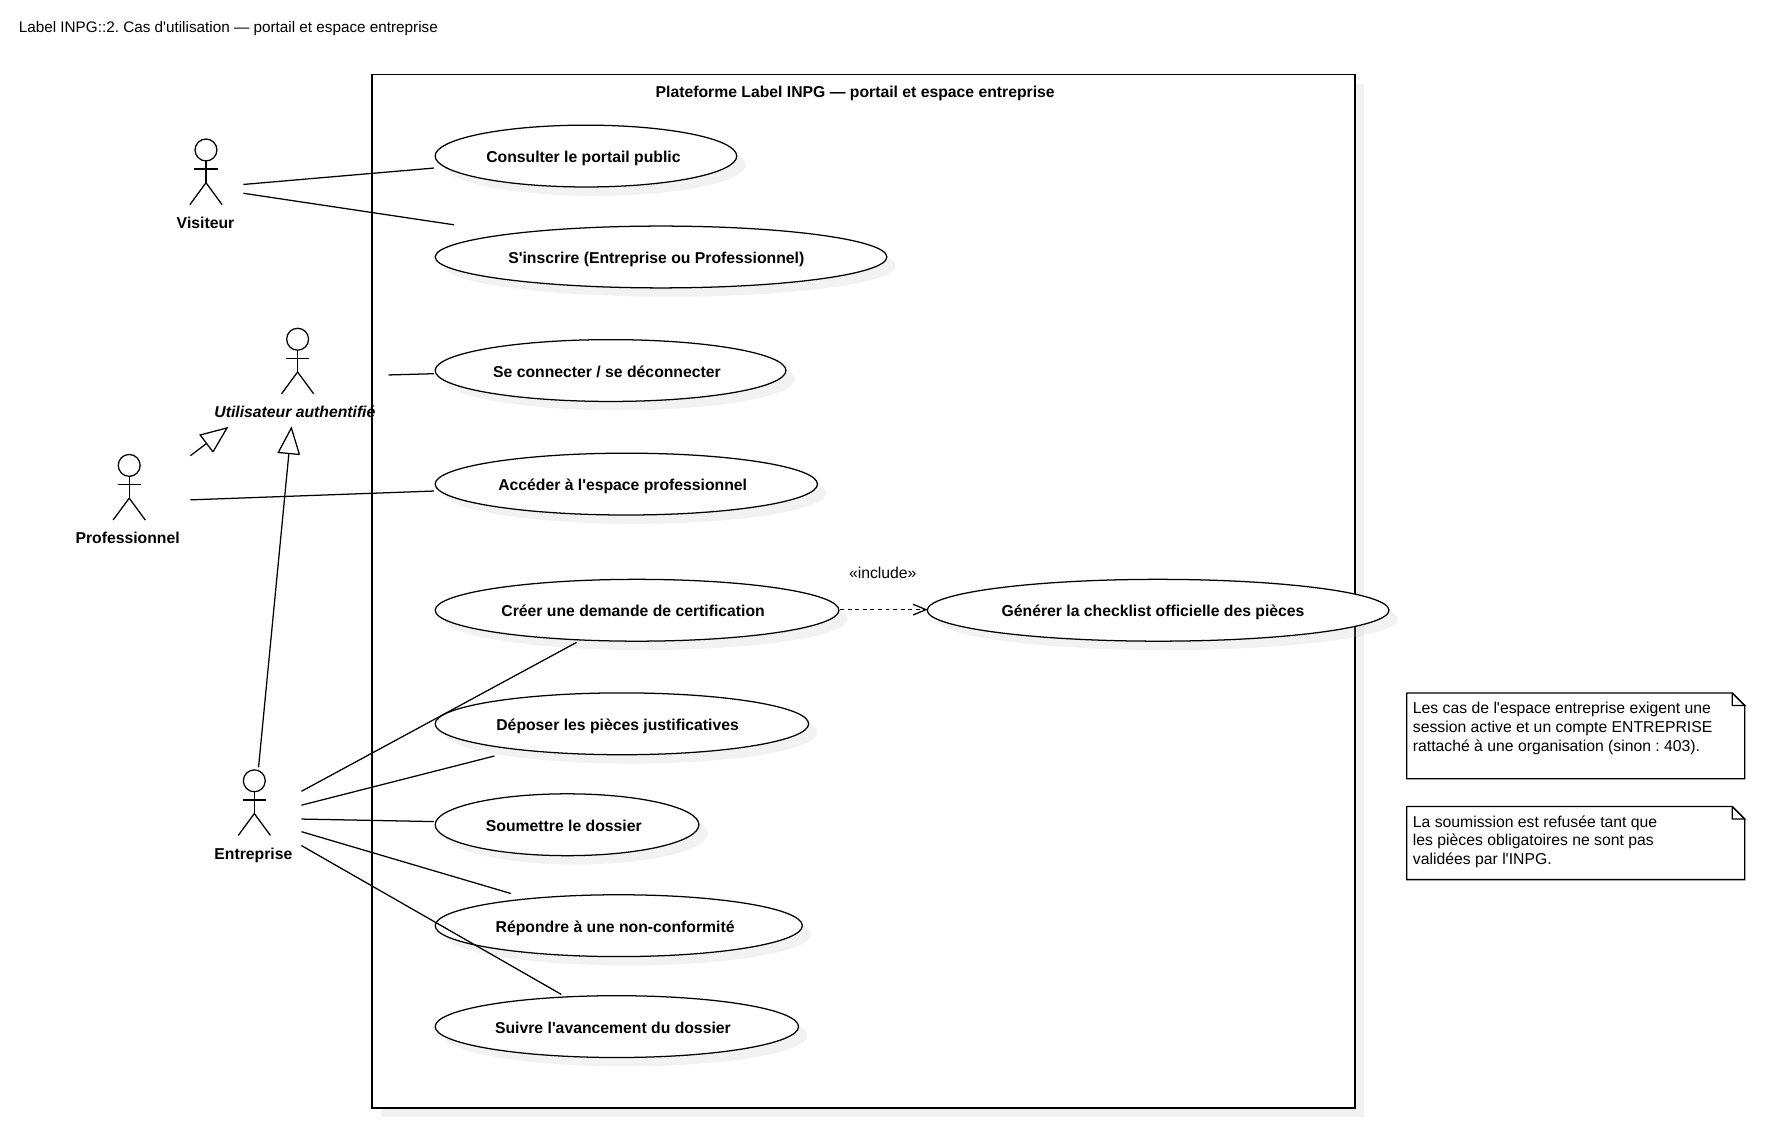 Label INPG::2. Cas d'utilisation — portail et espace entreprise
Plateforme Label INPG — portail et espace entreprise
Consulter le portail public
Visiteur
S'inscrire (Entreprise ou Professionnel)
Se connecter / se déconnecter
Utilisateur authentifié
Accéder à l'espace professionnel
Professionnel
«include»
Créer une demande de certification
Générer la checklist officielle des pièces
Déposer les pièces justificatives
Les cas de l'espace entreprise exigent une
session active et un compte ENTREPRISE
rattaché à une organisation (sinon : 403).
Soumettre le dossier
Entreprise
La soumission est refusée tant que
les pièces obligatoires ne sont pas
validées par l'INPG.
Répondre à une non-conformité
Suivre l'avancement du dossier